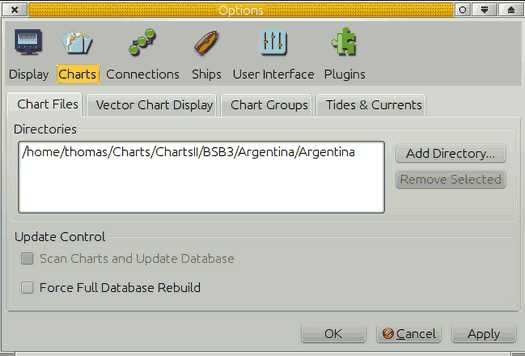 Options
Display Charts Connections Ships User Interface Plugins
Chart Files Vector Chart Display Chart Groups Tides & Currents
Directories
/home/thomas/Charts/ChartsII/BSB3/Argentina/Argentina
Add Directory...
Remove Selected
Update Control
Scan Charts and Update Database
Force Full Database Rebuild
OK Cancel Apply